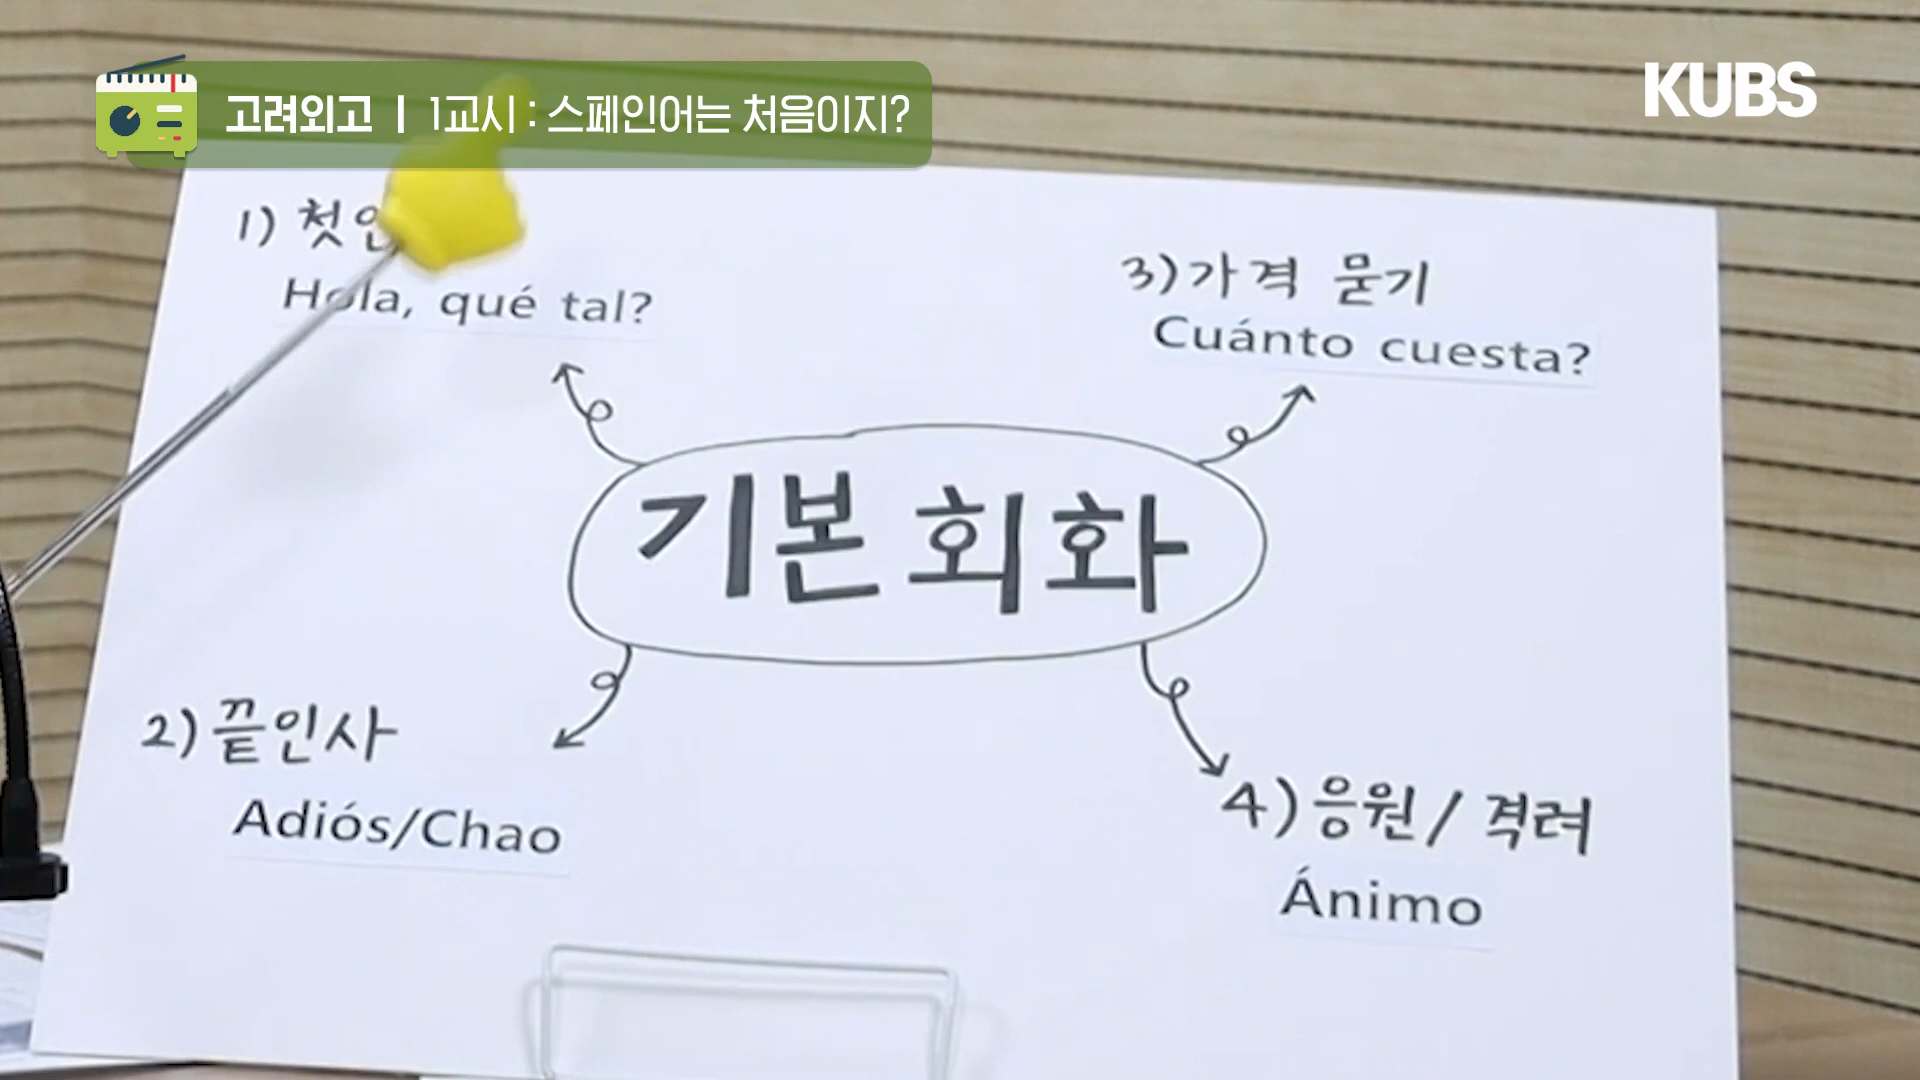 고려외고 | 1교시 : 스페인어는 처음이지?
KUBS
1) 첫
Hola, qué tal?
3) 가격 묻기
Cuánto cuesta?
기본 회화
2) 끝인사
Adiós/Chao
4) 응원 / 격려
Ánimo